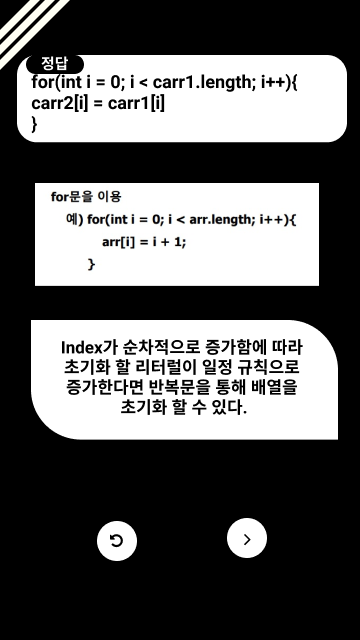 정답
for(int i = 0; i < carr1.length; i++){
carr2[i] = carr1[i]
}
for문을 이용
예) for(int i = 0; i < arr.length; i++){
arr[i] = i + 1;
}
Index가 순차적으로 증가함에 따라
초기화 할 리터럴이 일정 규칙으로
증가한다면 반복문을 통해 배열을
초기화 할 수 있다.